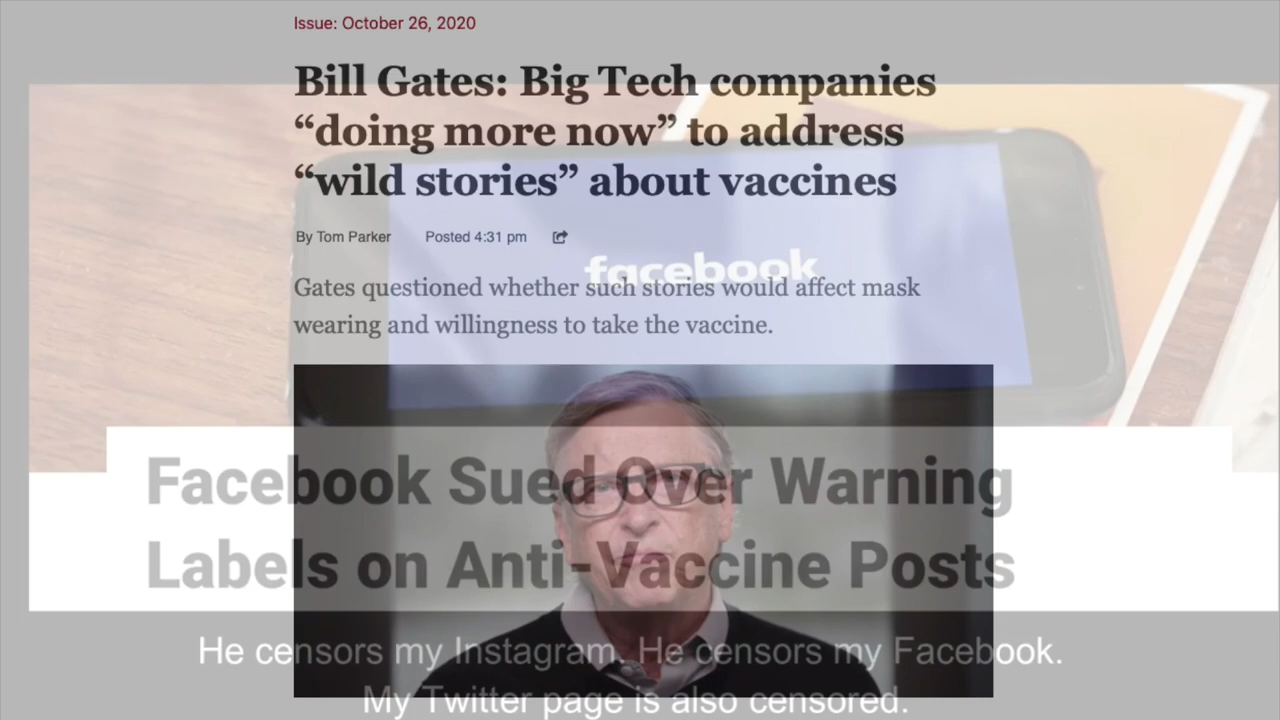 Issue: October 26, 2020
Bill Gates: Big Tech companies
“doing more now” to address
“wild stories” about vaccines
By Tom Parker Posted 4:31 pm
facebook
Gates questioned whether such stories would affect mask
wearing and willingness to take the vaccine.
Facebook Sued Over Warning
Labels on Anti-Vaccine Posts
He censors my Instagram. He censors my Facebook.
My Twitter page is also censored.